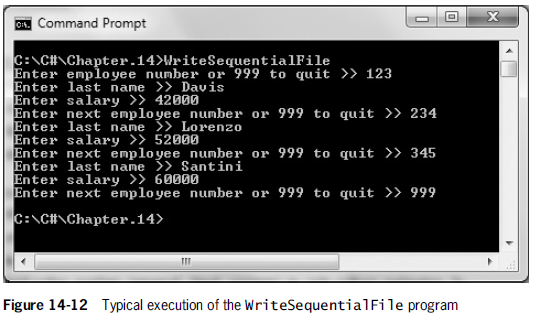 Command Prompt
C:\C#\Chapter.14>WriteSequentialFile
Enter employee number or 999 to quit >> 123
Enter last name >> Davis
Enter salary >> 42000
Enter next employee number or 999 to quit >> 234
Enter last name >> Lorenzo
Enter salary >> 52000
Enter next employee number or 999 to quit >> 345
Enter last name >> Santini
Enter salary >> 60000
Enter next employee number or 999 to quit >> 999
C:\C#\Chapter.14>
Figure 14-12 Typical execution of the WriteSequentialFile program